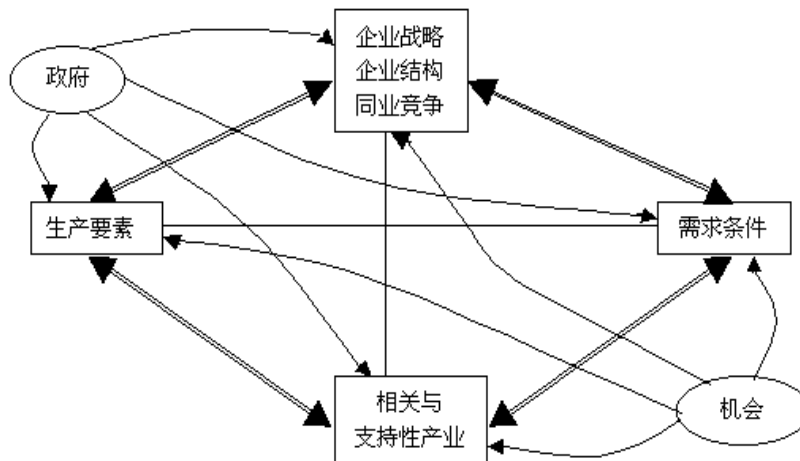 企业战略
企业结构
同业竞争
政府
生产要素
需求条件
相关与
支持性产业
机会